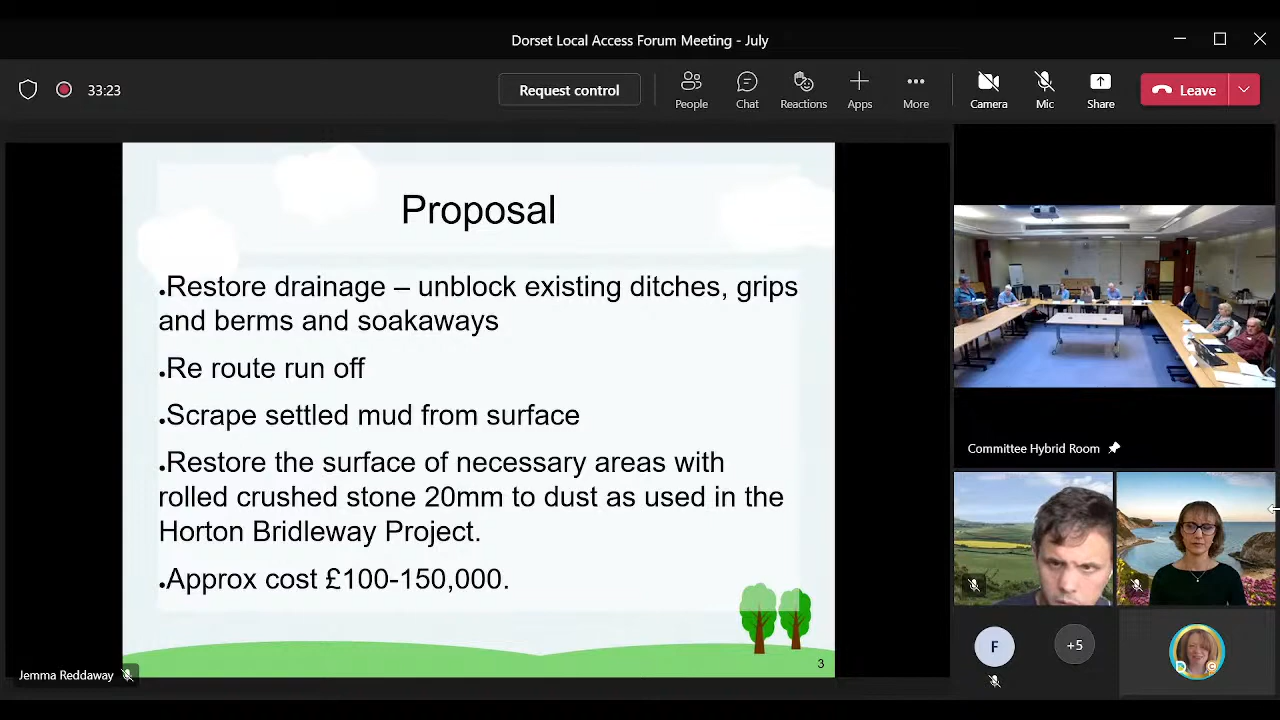 Dorset Local Access Forum Meeting - July
33:23
Request control
People
Chat
Reactions
Apps
More
Camera
Mic
Share
Leave
Proposal
•Restore drainage – unblock existing ditches, grips
and berms and soakaways
•Re route run off
•Scrape settled mud from surface
•Restore the surface of necessary areas with
rolled crushed stone 20mm to dust as used in the
Horton Bridleway Project.
•Approx cost £100-150,000.
3
Jemma Reddaway
Committee Hybrid Room
F
+5
D
C